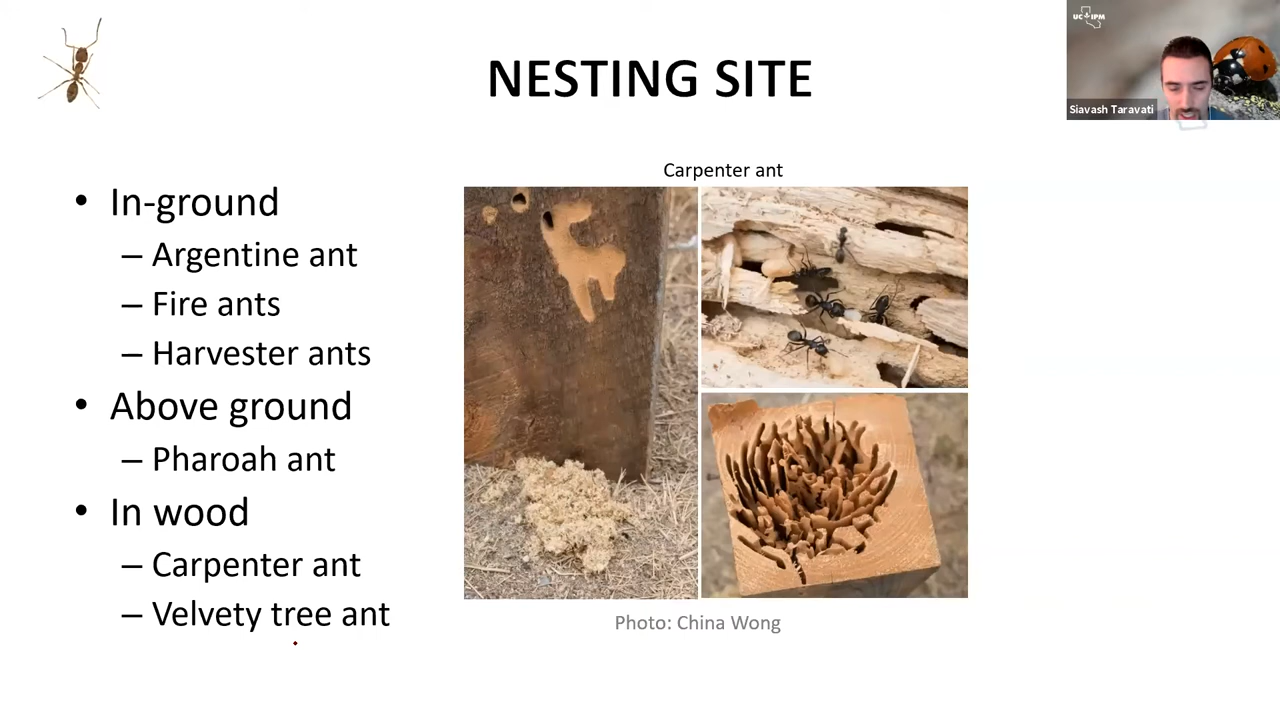 UC IPM
NESTING SITE
Siavash Taravati
Carpenter ant
• In-ground
– Argentine ant
– Fire ants
– Harvester ants
• Above ground
– Pharoah ant
• In wood
– Carpenter ant
– Velvety tree ant
Photo: China Wong